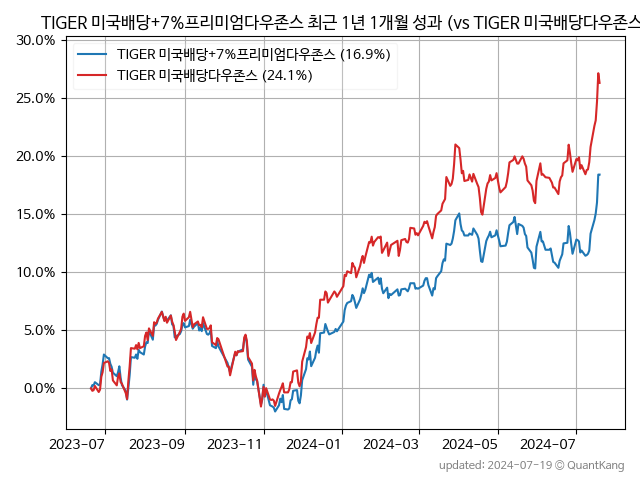 TIGER 미국배당+7%프리미엄다우존스 최근 1년 1개월 성과 (vs TIGER 미국배당다우존스
TIGER 미국배당+7%프리미엄다우존스 (16.9%)
TIGER 미국배당다우존스 (24.1%)
30.0%
25.0%
20.0%
15.0%
10.0%
5.0%
0.0%
2023-07 2023-09 2023-11 2024-01 2024-03 2024-05 2024-07
updated: 2024-07-19 © QuantKang